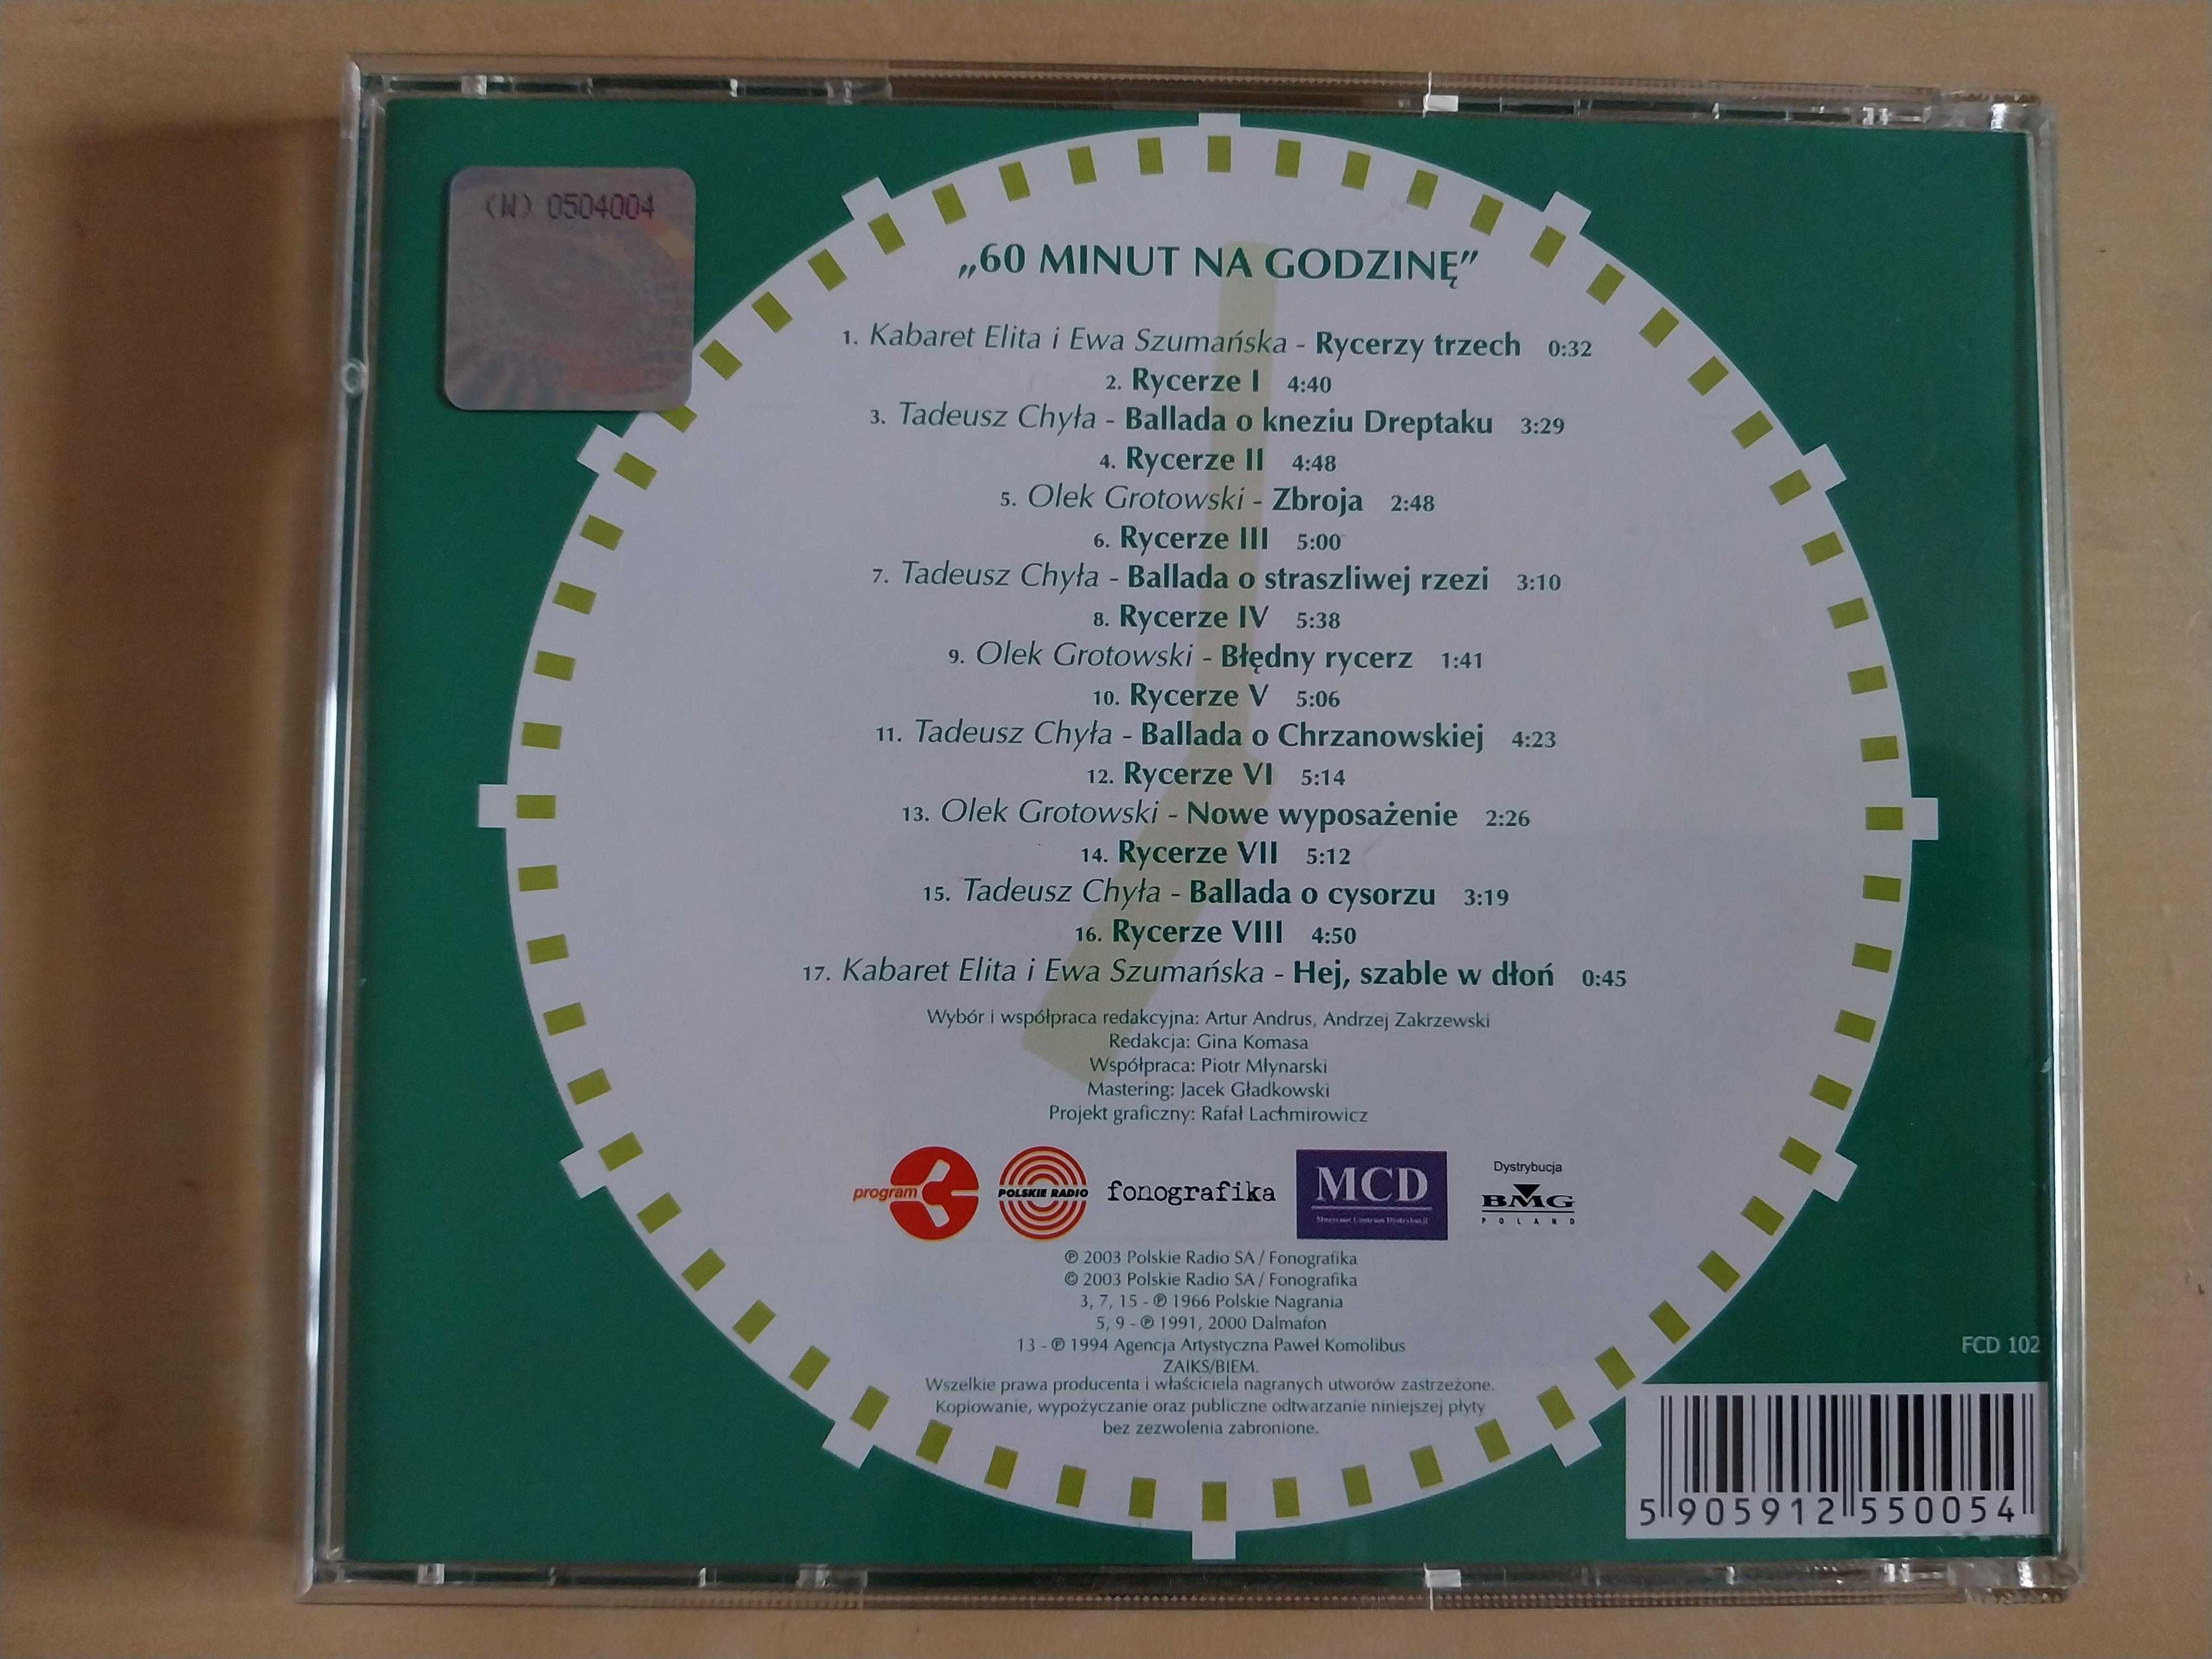 (W) 0504004
„60 MINUT NA GODZINĘ”
1. Kabaret Elita i Ewa Szumańska - Rycerzy trzech 0:32
2. Rycerze I 4:40
3. Tadeusz Chyła - Ballada o kneziu Dreptaku 3:29
4. Rycerze II 4:48
5. Olek Grotowski - Zbroja 2:48
6. Rycerze III 5:00
7. Tadeusz Chyła - Ballada o straszliwej rzezi 3:10
8. Rycerze IV 5:38
9. Olek Grotowski - Błędny rycerz 1:41
10. Rycerze V 5:06
11. Tadeusz Chyła - Ballada o Chrzanowskiej 4:23
12. Rycerze VI 5:14
13. Olek Grotowski - Nowe wyposażenie 2:26
14. Rycerze VII 5:12
15. Tadeusz Chyła - Ballada o cysorzu 3:19
16. Rycerze VIII 4:50
17. Kabaret Elita i Ewa Szumańska - Hej, szable w dłoń 0:45
Wybór i współpraca redakcyjna: Artur Andrus, Andrzej Zakrzewski
Redakcja: Gina Komasa
Współpraca: Piotr Młynarski
Mastering: Jacek Gładkowski
Projekt graficzny: Rafał Lachmirowicz
program
POLSKIE RADIO
fonografika
MCD
Muzyczne Centrum Dystrybucji
Dystrybucja
BMG
POLAND
℗ 2003 Polskie Radio SA / Fonografika
© 2003 Polskie Radio SA / Fonografika
3, 7, 15 - ℗ 1966 Polskie Nagrania
5, 9 - ℗ 1991, 2000 Dalmafon
13 - ℗ 1994 Agencja Artystyczna Paweł Komolibus
ZAIKS/BIEM.
Wszelkie prawa producenta i właściciela nagranych utworów zastrzeżone.
Kopiowanie, wypożyczanie oraz publiczne odtwarzanie niniejszej płyty
bez zezwolenia zabronione.
FCD 102
5 905912 550054